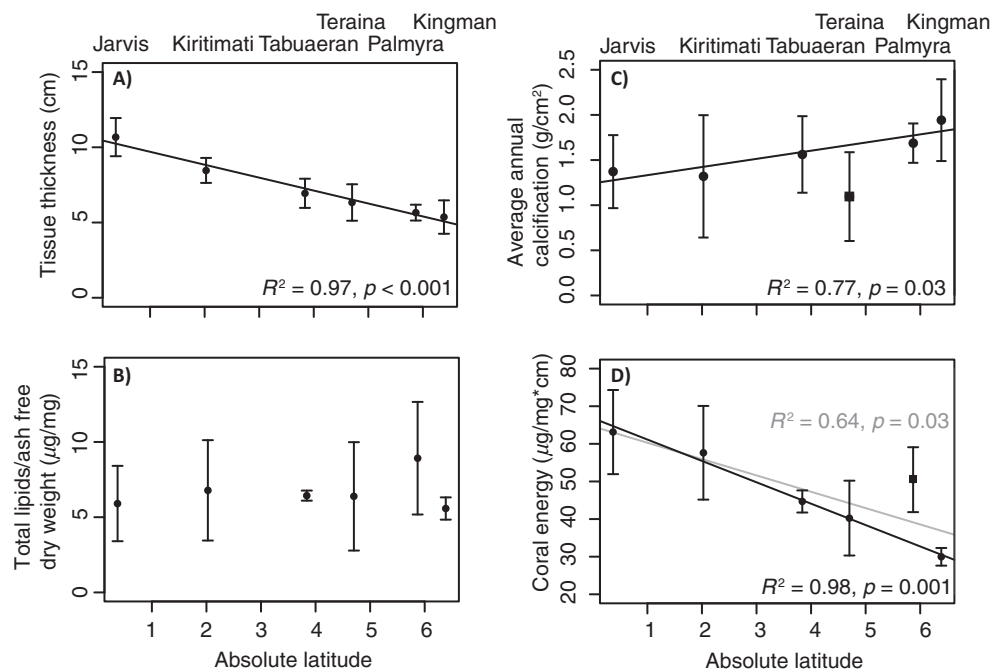 Teraina Kingman
Jarvis Kiritimati Tabuaeran Palmyra
Teraina Kingman
Jarvis Kiritimati Tabuaeran Palmyra
A)
Tissue thickness (cm)
15
10
5
0
R² = 0.97, p < 0.001
C)
Average annual
calcification (g/cm²)
2.5
2.0
1.5
1.0
0.5
0.0
R² = 0.77, p = 0.03
B)
Total lipids/ash free
dry weight (µg/mg)
15
10
5
0
1 2 3 4 5 6
Absolute latitude
D)
Coral energy (µg/mg*cm)
80
70
60
50
40
30
20
R² = 0.64, p = 0.03
R² = 0.98, p = 0.001
1 2 3 4 5 6
Absolute latitude